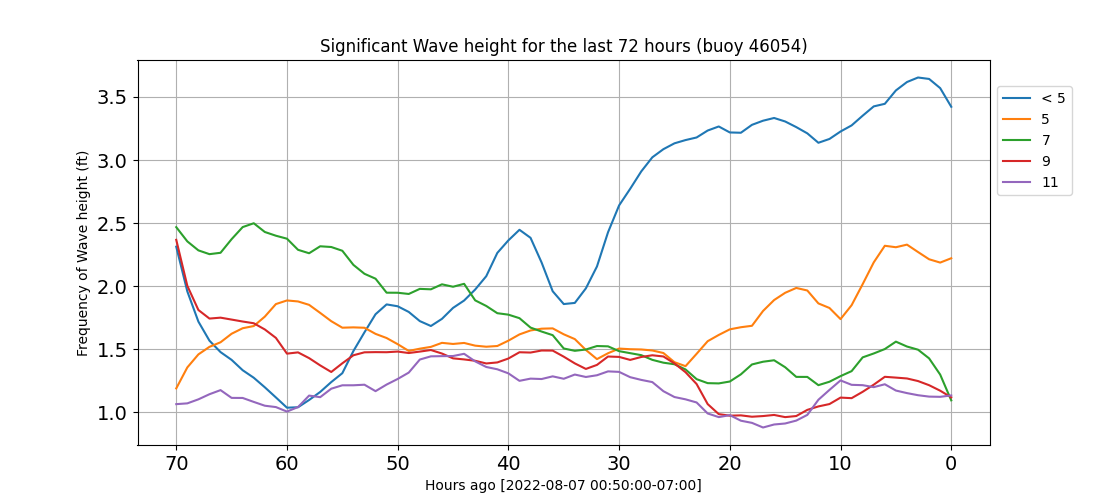 Significant Wave height for the last 72 hours (buoy 46054)
Frequency of Wave height (ft)
3.5
3.0
2.5
2.0
1.5
1.0
70 60 50 40 30 20 10 0
Hours ago [2022-08-07 00:50:00-07:00]
< 5
5
7
9
11